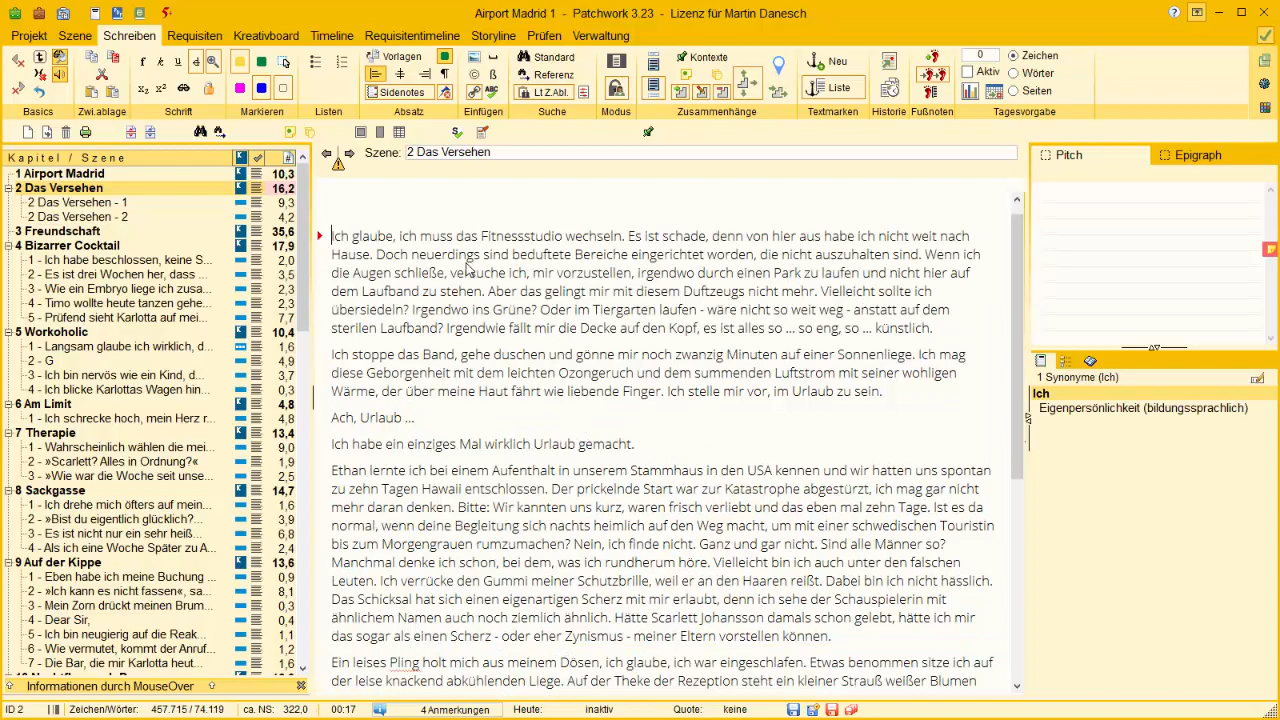 Airport Madrid 1 - Patchwork 3.23 - Lizenz für Martin Danesch
Projekt Szene Schreiben Requisiten Kreativboard Timeline Requisitentimeline Storyline Prüfen Verwaltung
Vorlagen Standard Kontexte Neu 0 Zeichen
Referenz Aktiv Wörter
Sidenotes Lt Z.Abl. Liste Seiten
Basics Zwi.ablage Schrift Markieren Listen Absatz Einfügen Suche Modus Zusammenhänge Textmarken Historie Fußnoten Tagesvorgabe
Kapitel / Szene #
1 Airport Madrid 10,3
2 Das Versehen 16,2
2 Das Versehen - 1 9,3
2 Das Versehen - 2 4,2
3 Freundschaft 35,6
4 Bizarrer Cocktail 17,9
1 - Ich habe beschlossen, keine S... 2,0
2 - Es ist drei Wochen her, dass ... 3,5
3 - Wie ein Embryo liege ich zusa... 2,3
4 - Timo wollte heute tanzen gehe... 1,9
5 - Prüfend sieht Karlotta auf mei... 7,7
5 Workoholic 10,4
1 - Langsam glaube ich wirklich, d... 1,6
2 - G 4,9
3 - Ich bin nervös wie ein Kind, d... 3,7
4 - Ich blicke Karlottas Wagen hin... 0,3
6 Am Limit 4,8
1 - Ich schrecke hoch, mein Herz r... 4,8
7 Therapie 13,4
1 - Wahrscheinlich wählen die mei... 9,0
2 - »Scarlett? Alles in Ordnung?« 1,9
3 - »Wie war die Woche seit unse... 2,5
8 Sackgasse 14,7
1 - Ich drehe mich öfters auf mein... 1,6
2 - »Bist du eigentlich glücklich?... 3,9
3 - Es ist nicht nur ein sehr heiß... 6,8
4 - Als ich eine Woche Später zu A... 2,4
9 Auf der Kippe 13,6
1 - Eben habe ich meine Buchung ... 0,9
2 - »Ich kann es nicht fassen«, sa... 8,1
3 - Mein Zorn drückt meinen Brum... 0,3
4 - Dear Sir, 0,4
5 - Ich bin neugierig auf die Reak... 1,1
6 - Wie vermutet, kommt der Anruf... 1,2
7 - Die Bar, die mir Karlotta heut... 1,6
Informationen durch MouseOver
Szene: 2 Das Versehen
Ich glaube, ich muss das Fitnessstudio wechseln. Es ist schade, denn von hier aus habe ich nicht weit nach
Hause. Doch neuerdings sind beduftete Bereiche eingerichtet worden, die nicht auszuhalten sind. Wenn ich
die Augen schließe, versuche ich, mir vorzustellen, irgendwo durch einen Park zu laufen und nicht hier auf
dem Laufband zu stehen. Aber das gelingt mir mit diesem Duftzeugs nicht mehr. Vielleicht sollte ich
übersiedeln? Irgendwo ins Grüne? Oder im Tiergarten laufen - wäre nicht so weit weg - anstatt auf dem
sterilen Laufband? Irgendwie fällt mir die Decke auf den Kopf, es ist alles so ... so eng, so ... künstlich.
Ich stoppe das Band, gehe duschen und gönne mir noch zwanzig Minuten auf einer Sonnenliege. Ich mag
diese Geborgenheit mit dem leichten Ozongeruch und dem summenden Luftstrom mit seiner wohligen
Wärme, der über meine Haut fährt wie liebende Finger. Ich stelle mir vor, im Urlaub zu sein.
Ach, Urlaub ...
Ich habe ein einziges Mal wirklich Urlaub gemacht.
Ethan lernte ich bei einem Aufenthalt in unserem Stammhaus in den USA kennen und wir hatten uns spontan
zu zehn Tagen Hawaii entschlossen. Der prickelnde Start war zur Katastrophe abgestürzt, ich mag gar nicht
mehr daran denken. Bitte: Wir kannten uns kurz, waren frisch verliebt und das eben mal zehn Tage. Ist es da
normal, wenn deine Begleitung sich nachts heimlich auf den Weg macht, um mit einer schwedischen Touristin
bis zum Morgengrauen rumzumachen? Nein, ich finde nicht. Ganz und gar nicht. Sind alle Männer so?
Manchmal denke ich schon, bei dem, was ich rundherum höre. Vielleicht bin ich auch unter den falschen
Leuten. Ich verrücke den Gummi meiner Schutzbrille, weil er an den Haaren reißt. Dabei bin ich nicht hässlich.
Das Schicksal hat sich einen eigenartigen Scherz mit mir erlaubt, denn ich sehe der Schauspielerin mit
ähnlichem Namen auch noch ziemlich ähnlich. Hätte Scarlett Johansson damals schon gelebt, hätte ich mir
das sogar als einen Scherz - oder eher Zynismus - meiner Eltern vorstellen können.
Ein leises Pling holt mich aus meinem Dösen, ich glaube, ich war eingeschlafen. Etwas benommen sitze ich auf
der leise knackend abkühlenden Liege. Auf der Theke der Rezeption steht ein kleiner Strauß weißer Blumen
Pitch Epigraph
1 Synonyme (Ich)
Ich
Eigenpersönlichkeit (bildungssprachlich)
ID 2 Zeichen/Wörter: 457.715 / 74.119 ca. NS: 322,0 00:17 4 Anmerkungen Heute: inaktiv Quote: keine